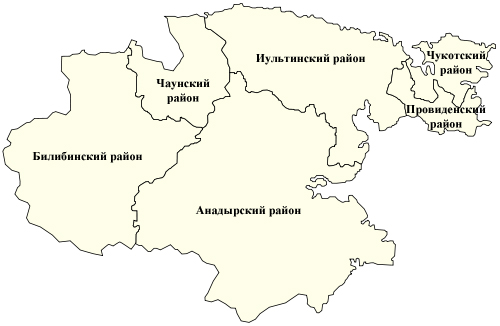 Чукотский
район
Иультинский район
Чаунский
район
Провиденский
район
Билибинский район
Анадырский район